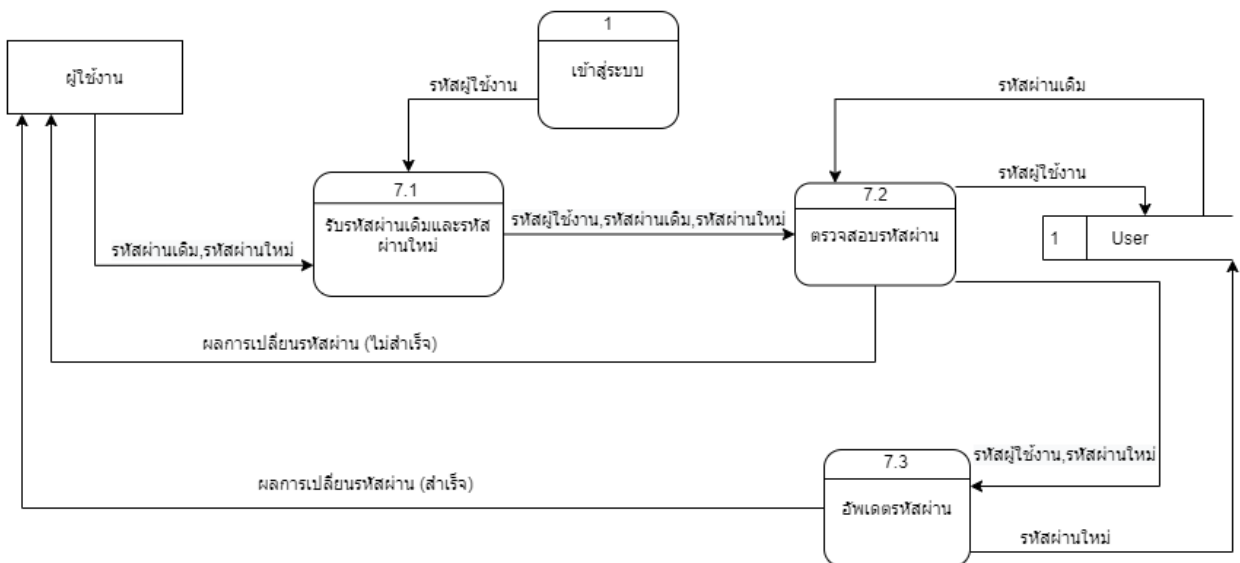 1
เข้าสู่ระบบ
ผู้ใช้งาน
รหัสผู้ใช้งาน
รหัสผ่านเดิม
7.1
รับรหัสผ่านเดิมและรหัส
ผ่านใหม่
รหัสผู้ใช้งาน,รหัสผ่านเดิม,รหัสผ่านใหม่
7.2
ตรวจสอบรหัสผ่าน
รหัสผู้ใช้งาน
1 User
รหัสผ่านเดิม,รหัสผ่านใหม่
ผลการเปลี่ยนรหัสผ่าน (ไม่สำเร็จ)
7.3
อัพเดตรหัสผ่าน
รหัสผู้ใช้งาน,รหัสผ่านใหม่
ผลการเปลี่ยนรหัสผ่าน (สำเร็จ)
รหัสผ่านใหม่